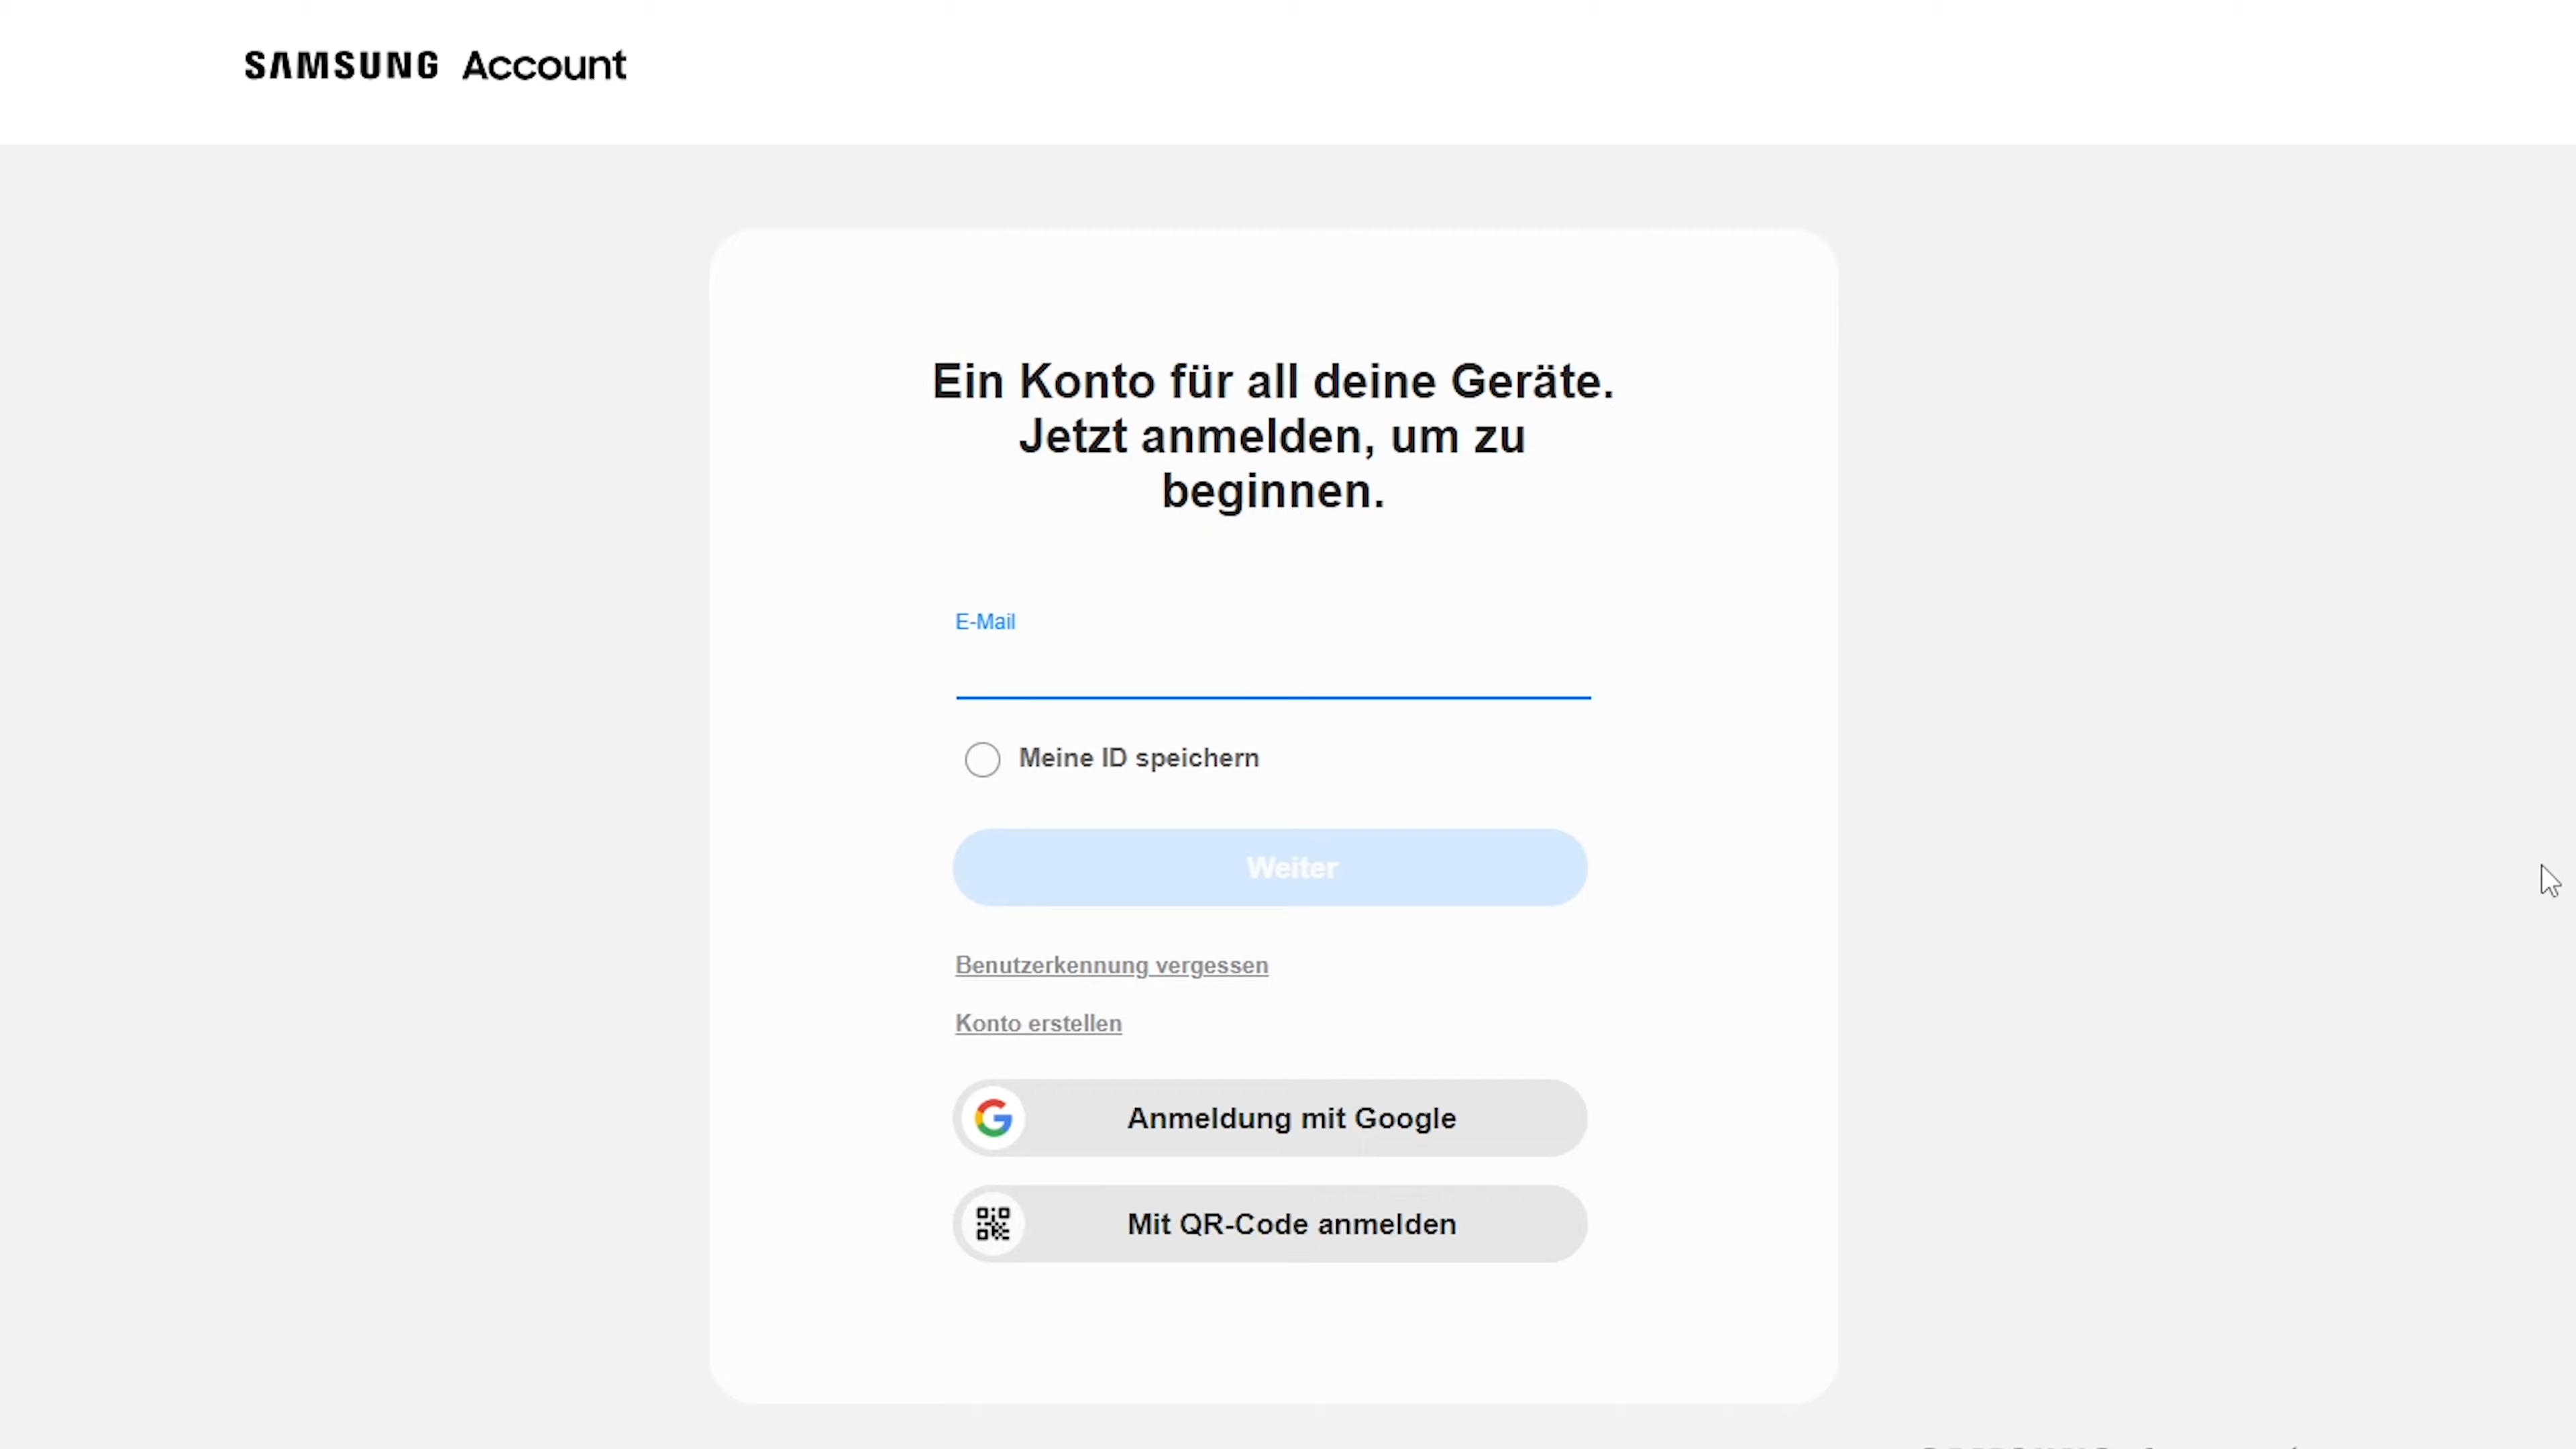 SAMSUNG Account
Ein Konto für all deine Geräte.
Jetzt anmelden, um zu
beginnen.
E-Mail
Meine ID speichern
Weiter
Benutzerkennung vergessen
Konto erstellen
Anmeldung mit Google
Mit QR-Code anmelden